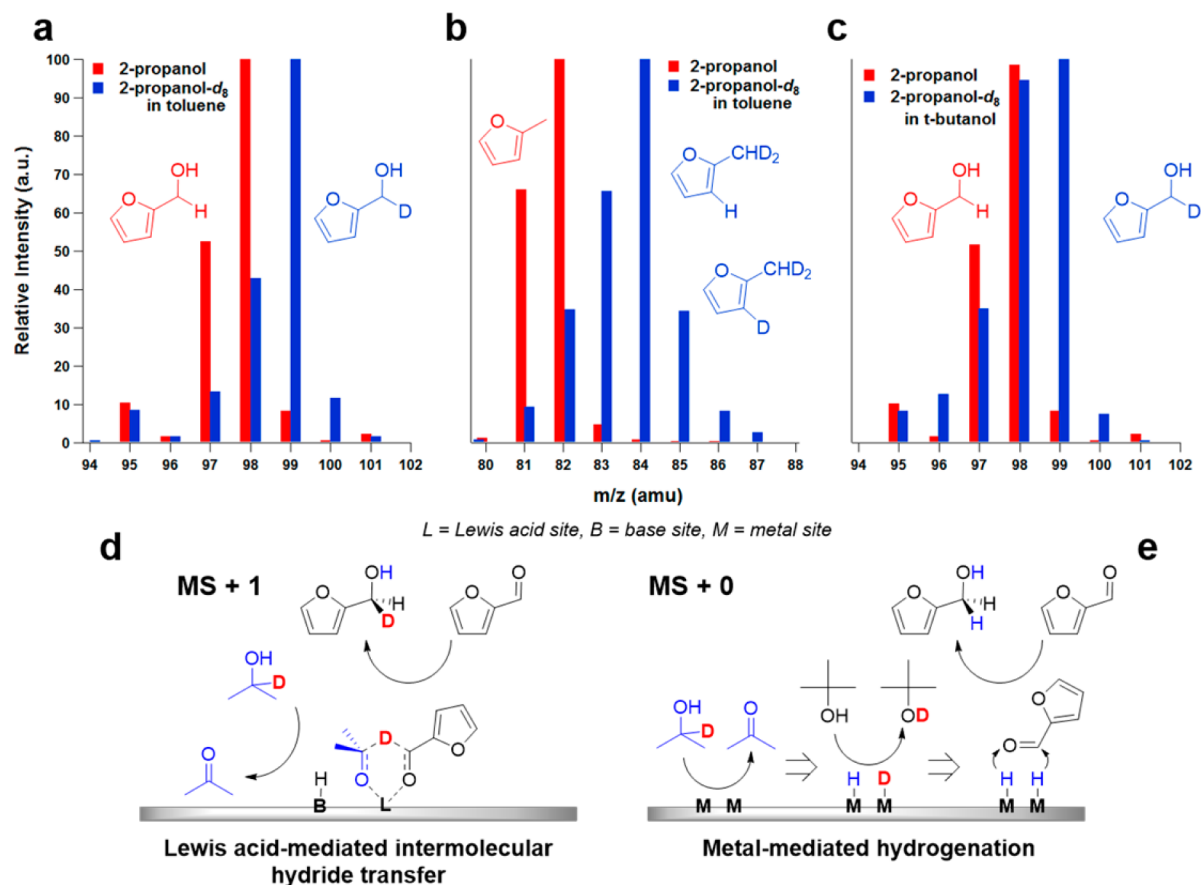 a
b
c
Relative Intensity (a.u.)
100
90
80
70
60
50
40
30
20
10
0
2-propanol
2-propanol-d8
in toluene
OH
O
H
OH
O
D
94 95 96 97 98 99 100 101 102
2-propanol
2-propanol-d8
in toluene
O
O
CHD2
H
O
CHD2
D
80 81 82 83 84 85 86 87 88
2-propanol
2-propanol-d8
in t-butanol
OH
O
H
OH
O
D
94 95 96 97 98 99 100 101 102
m/z (amu)
L = Lewis acid site, B = base site, M = metal site
d
MS + 1
OH
O
H
D
O
O
OH
D
O
H
B
D
O
O
O
L
Lewis acid-mediated intermolecular
hydride transfer
e
MS + 0
OH
O
H
H
O
O
OH
D
O
OH
OD
O
O
M M
H D
M M
H H
M M
Metal-mediated hydrogenation